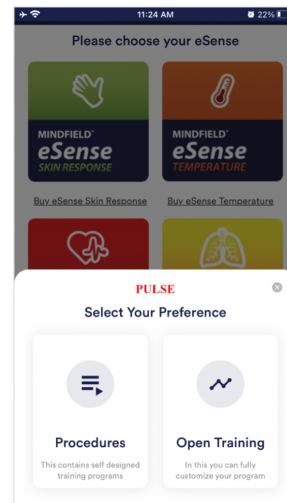 11:24 AM
22%
Please choose your eSense
MINDFIELD®
eSense
SKIN RESPONSE
MINDFIELD®
eSense
TEMPERATURE
Buy eSense Skin Response
Buy eSense Temperature
PULSE
Select Your Preference
Procedures
This contains self designed
training programs
Open Training
In this you can fully
customize your program